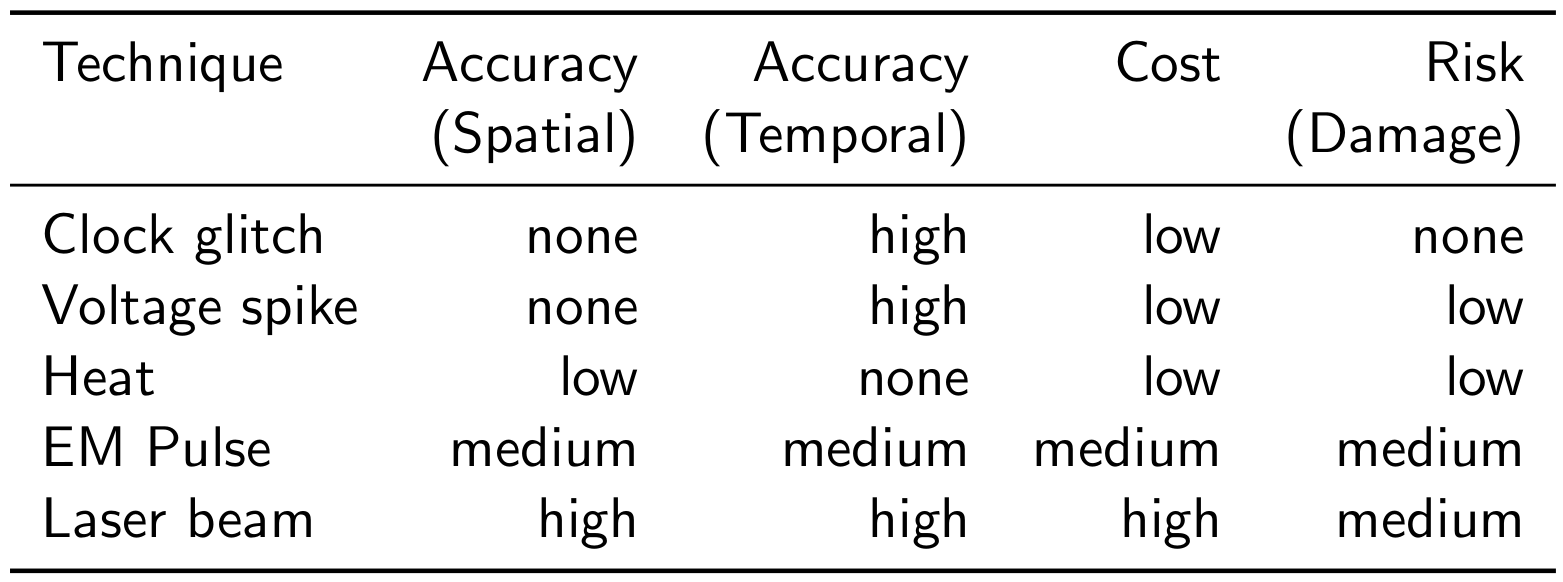 Technique Accuracy Accuracy Cost Risk
(Spatial) (Temporal) (Damage)
Clock glitch none high low none
Voltage spike none high low low
Heat low none low low
EM Pulse medium medium medium medium
Laser beam high high high medium